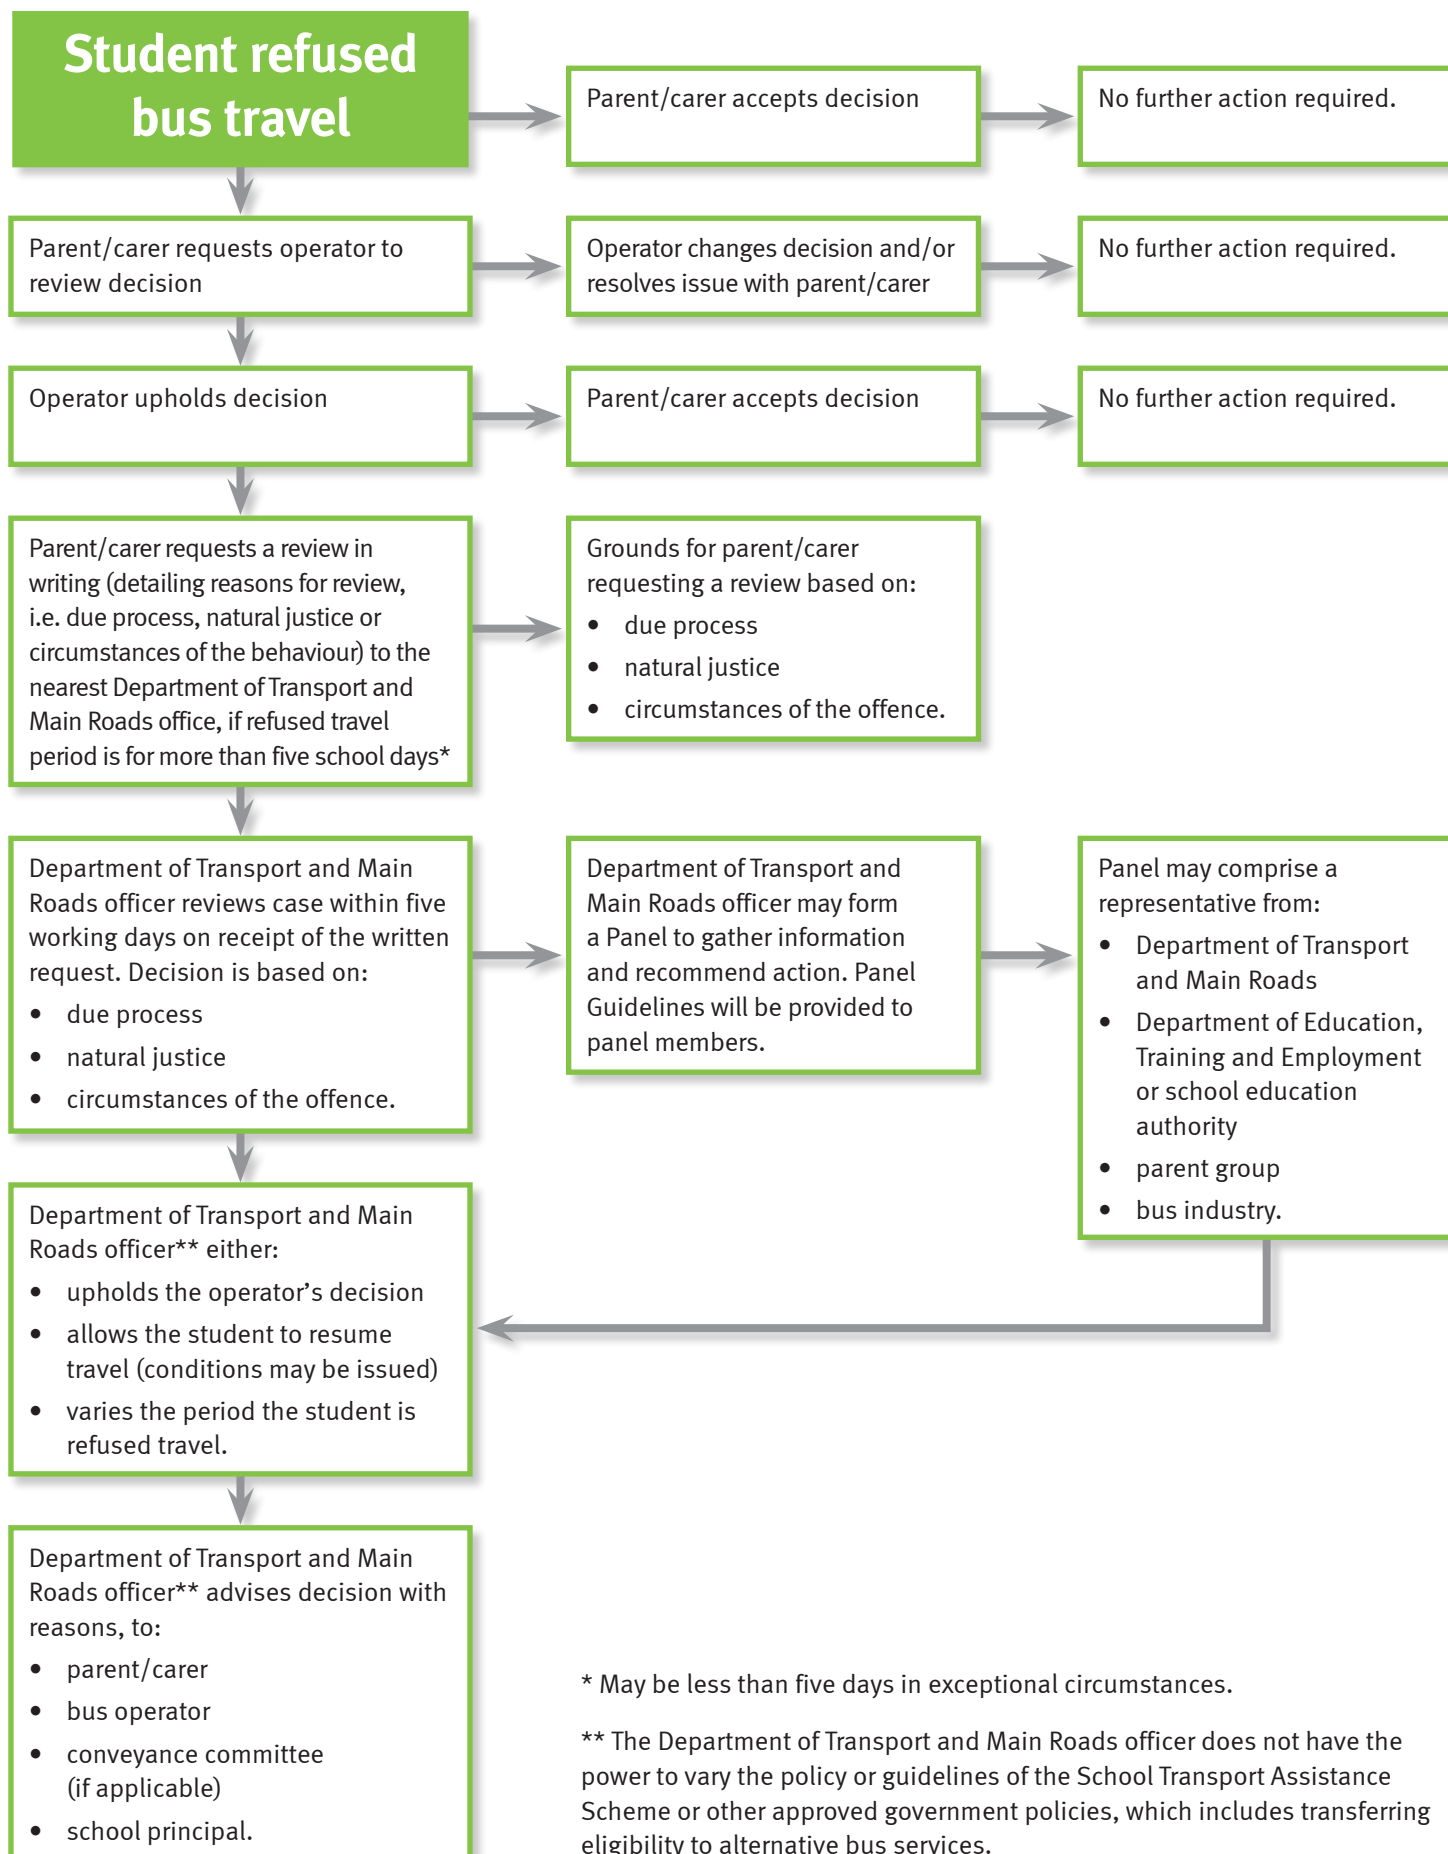 Student refused
bus travel
Parent/carer accepts decision
No further action required.
Parent/carer requests operator to
review decision
Operator changes decision and/or
resolves issue with parent/carer
No further action required.
Operator upholds decision
Parent/carer accepts decision
No further action required.
Parent/carer requests a review in
writing (detailing reasons for review,
i.e. due process, natural justice or
circumstances of the behaviour) to the
nearest Department of Transport and
Main Roads office, if refused travel
period is for more than five school days*
Grounds for parent/carer
requesting a review based on:
• due process
• natural justice
• circumstances of the offence.
Department of Transport and Main
Roads officer reviews case within five
working days on receipt of the written
request. Decision is based on:
• due process
• natural justice
• circumstances of the offence.
Department of Transport and
Main Roads officer may form
a Panel to gather information
and recommend action. Panel
Guidelines will be provided to
panel members.
Panel may comprise a
representative from:
• Department of Transport
and Main Roads
• Department of Education,
Training and Employment
or school education
authority
• parent group
• bus industry.
Department of Transport and Main
Roads officer** either:
• upholds the operator’s decision
• allows the student to resume
travel (conditions may be issued)
• varies the period the student is
refused travel.
Department of Transport and Main
Roads officer** advises decision with
reasons, to:
• parent/carer
• bus operator
• conveyance committee
(if applicable)
• school principal.
* May be less than five days in exceptional circumstances.
** The Department of Transport and Main Roads officer does not have the
power to vary the policy or guidelines of the School Transport Assistance
Scheme or other approved government policies, which includes transferring
eligibility to alternative bus services.